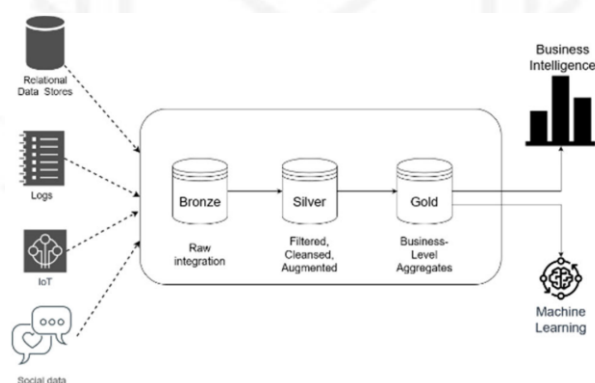 Relational
Data Stores
Logs
IoT
Social data
Bronze
Raw
integration
Silver
Filtered,
Cleansed,
Augmented
Gold
Business-
Level
Aggregates
Business
Intelligence
Machine
Learning